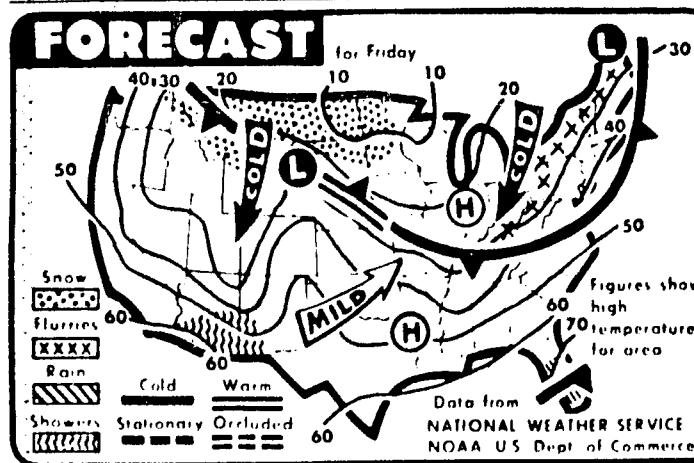 FORECAST
for Friday
L
30
40
30
20
10
10
20
COLD
COLD
40
L
50
H
50
Snow
Flurries
XXXX
Rain
Showers
60
60
MILD
H
60
70
Figures show
high
temperature
for area
Cold
Warm
Stationary
Occluded
60
Data from
NATIONAL WEATHER SERVICE
NOAA U S Dept of Commerce